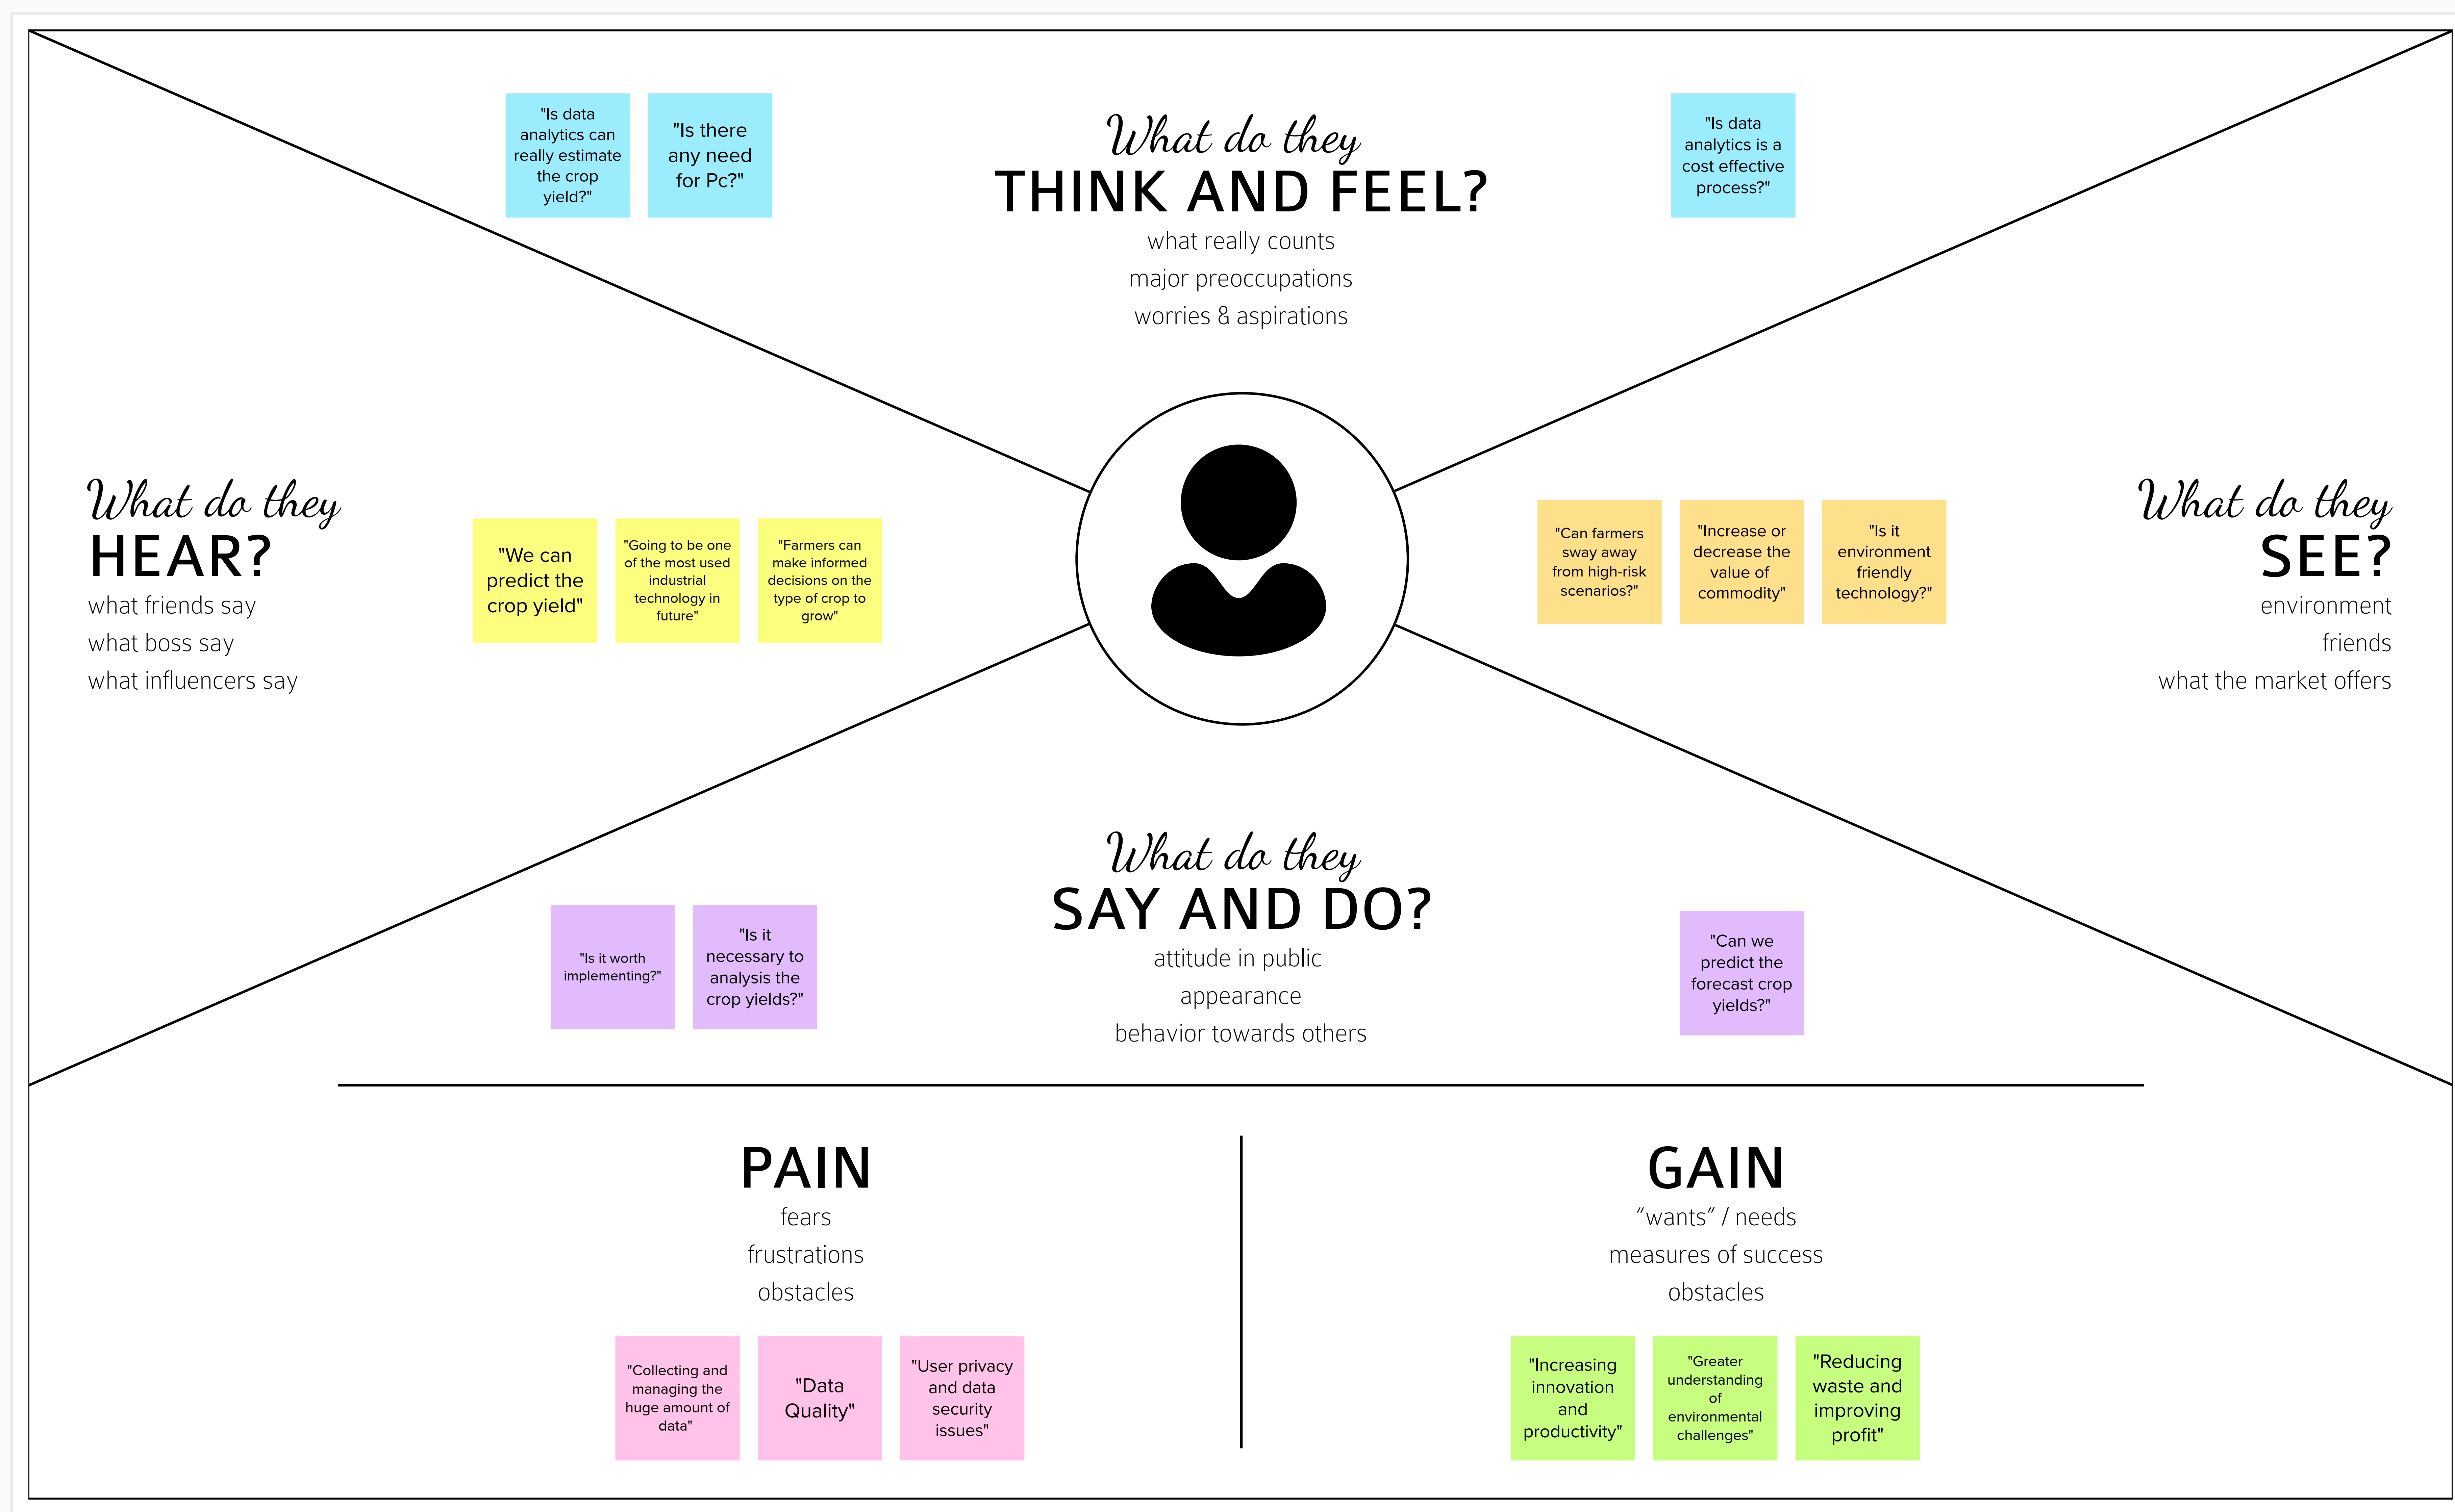 "Is data
analytics can
really estimate
the crop
yield?"
"Is there
any need
for Pc?"
What do they
THINK AND FEEL?
what really counts
major preoccupations
worries & aspirations
"Is data
analytics is a
cost effective
process?"
What do they
HEAR?
what friends say
what boss say
what influencers say
"We can
predict the
crop yield"
"Going to be one
of the most used
industrial
technology in
future"
"Farmers can
make informed
decisions on the
type of crop to
grow"
"Can farmers
sway away
from high-risk
scenarios?"
"Increase or
decrease the
value of
commodity"
"Is it
environment
friendly
technology?"
What do they
SEE?
environment
friends
what the market offers
"Is it worth
implementing?"
"Is it
necessary to
analysis the
crop yields?"
What do they
SAY AND DO?
attitude in public
appearance
behavior towards others
"Can we
predict the
forecast crop
yields?"
PAIN
fears
frustrations
obstacles
"Collecting and
managing the
huge amount of
data"
"Data
Quality"
"User privacy
and data
security
issues"
GAIN
“wants” / needs
measures of success
obstacles
"Increasing
innovation
and
productivity"
"Greater
understanding
of
environmental
challenges"
"Reducing
waste and
improving
profit"